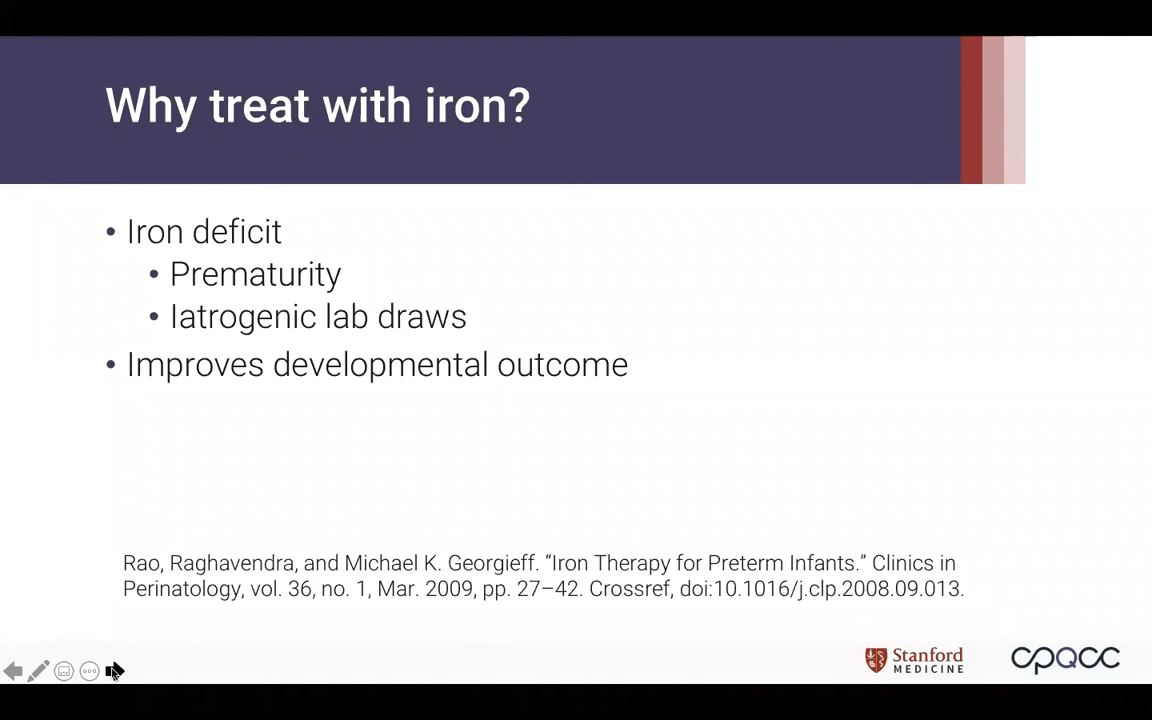 Why treat with iron?
• Iron deficit
• Prematurity
• Iatrogenic lab draws
• Improves developmental outcome
Rao, Raghavendra, and Michael K. Georgieff. “Iron Therapy for Preterm Infants.” Clinics in
Perinatology, vol. 36, no. 1, Mar. 2009, pp. 27–42. Crossref, doi:10.1016/j.clp.2008.09.013.
Stanford
MEDICINE
cpqcc